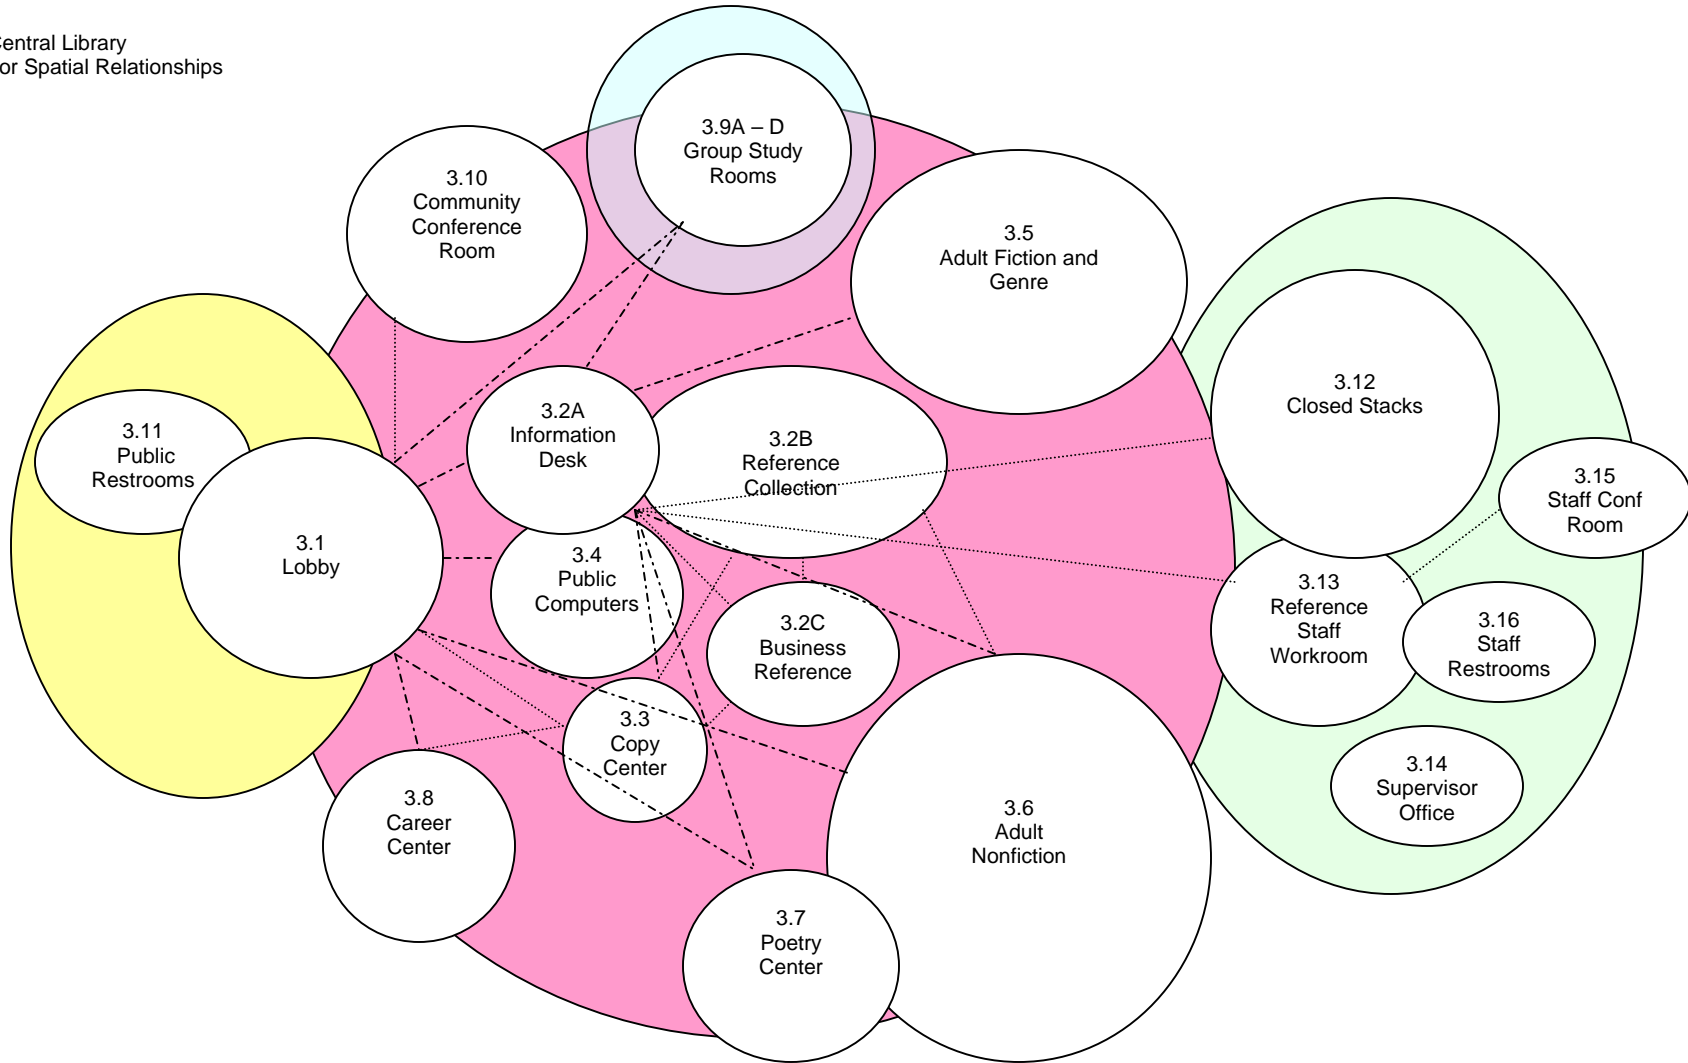 Central Library
or Spatial Relationships
3.9A – D
Group Study
Rooms
3.10
Community
Conference
Room
3.5
Adult Fiction and
Genre
3.12
Closed Stacks
3.2A
Information
Desk
3.2B
Reference
Collection
3.11
Public
Restrooms
3.15
Staff Conf
Room
3.1
Lobby
3.4
Public
Computers
3.13
Reference
Staff
Workroom
3.2C
Business
Reference
3.16
Staff
Restrooms
3.3
Copy
Center
3.14
Supervisor
Office
3.8
Career
Center
3.6
Adult
Nonfiction
3.7
Poetry
Center